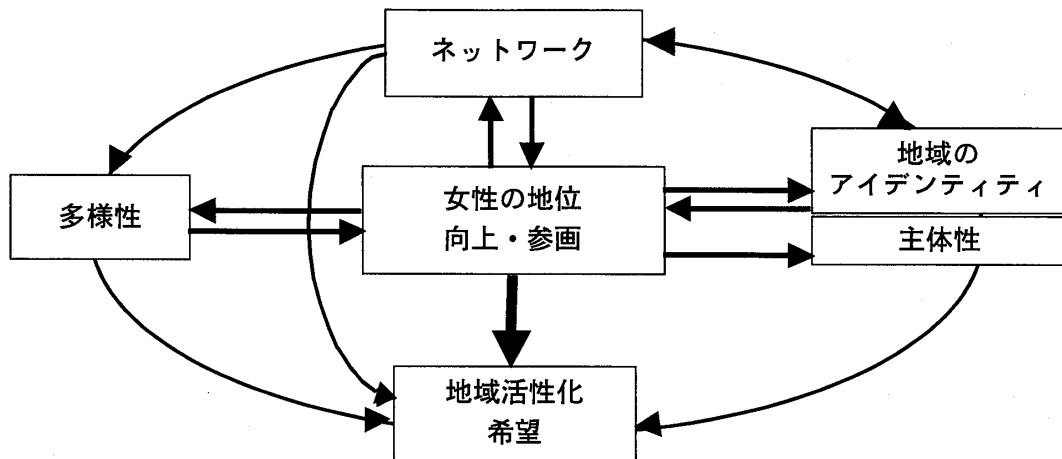 ネットワーク
地域の
アイデンティティ
多様性
女性の地位
向上・参画
主体性
地域活性化
希望